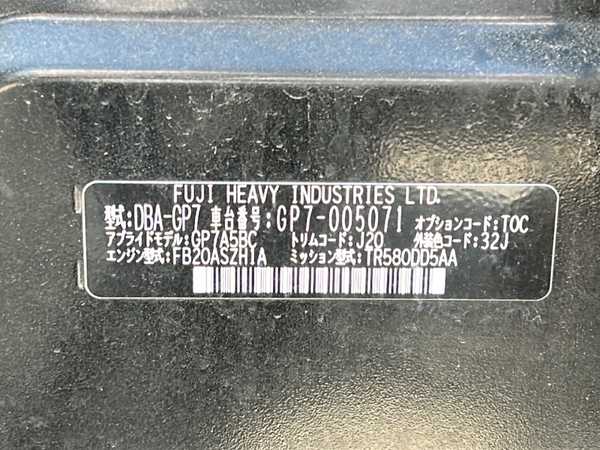 FUJI HEAVY INDUSTRIES LTD.
型式:DBA-GP7 車台番号:GP7-005071 オプションコード:TOC
アプライドモデル:GP7A5BC トリムコード:J20 外装色コード:32J
エンジン型式:FB20ASZH1A ミッション型式:TR580DD5AA